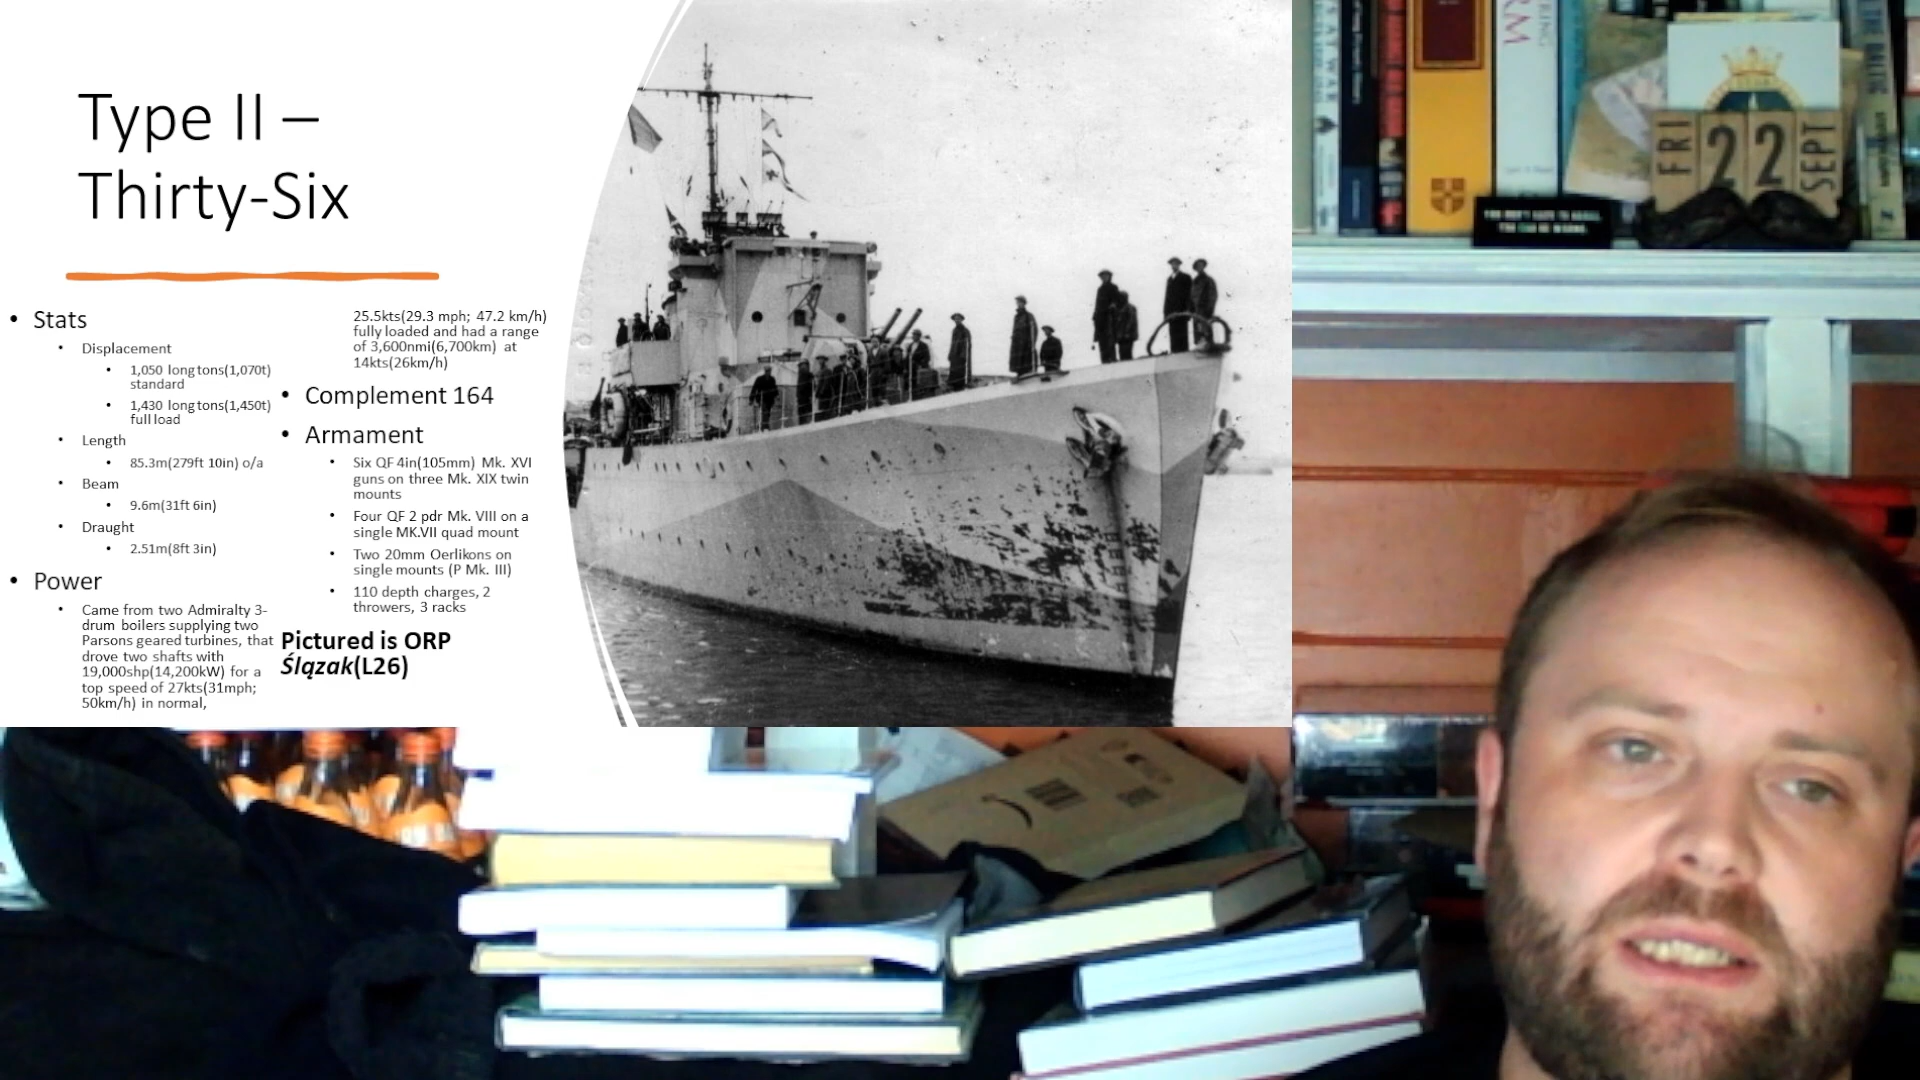 Type II –
Thirty-Six
• Stats
• Displacement
• 1,050 long tons(1,070t)
standard
• 1,430 long tons(1,450t)
full load
• Length
• 85.3m(279ft 10in) o/a
• Beam
• 9.6m(31ft 6in)
• Draught
• 2.51m(8ft 3in)
• Power
• Came from two Admiralty 3-
drum boilers supplying two
Parsons geared turbines, that
drove two shafts with
19,000shp(14,200kW) for a
top speed of 27kts(31mph;
50km/h) in normal,
25.5kts(29.3 mph; 47.2 km/h)
fully loaded and had a range
of 3,600nmi(6,700km) at
14kts(26km/h)
• Complement 164
• Armament
• Six QF 4in(105mm) Mk. XVI
guns on three Mk. XIX twin
mounts
• Four QF 2 pdr Mk. VIII on a
single MK.VII quad mount
• Two 20mm Oerlikons on
single mounts (P Mk. III)
• 110 depth charges, 2
throwers, 3 racks
Pictured is ORP
Ślązak(L26)
FRI
22
SEPT